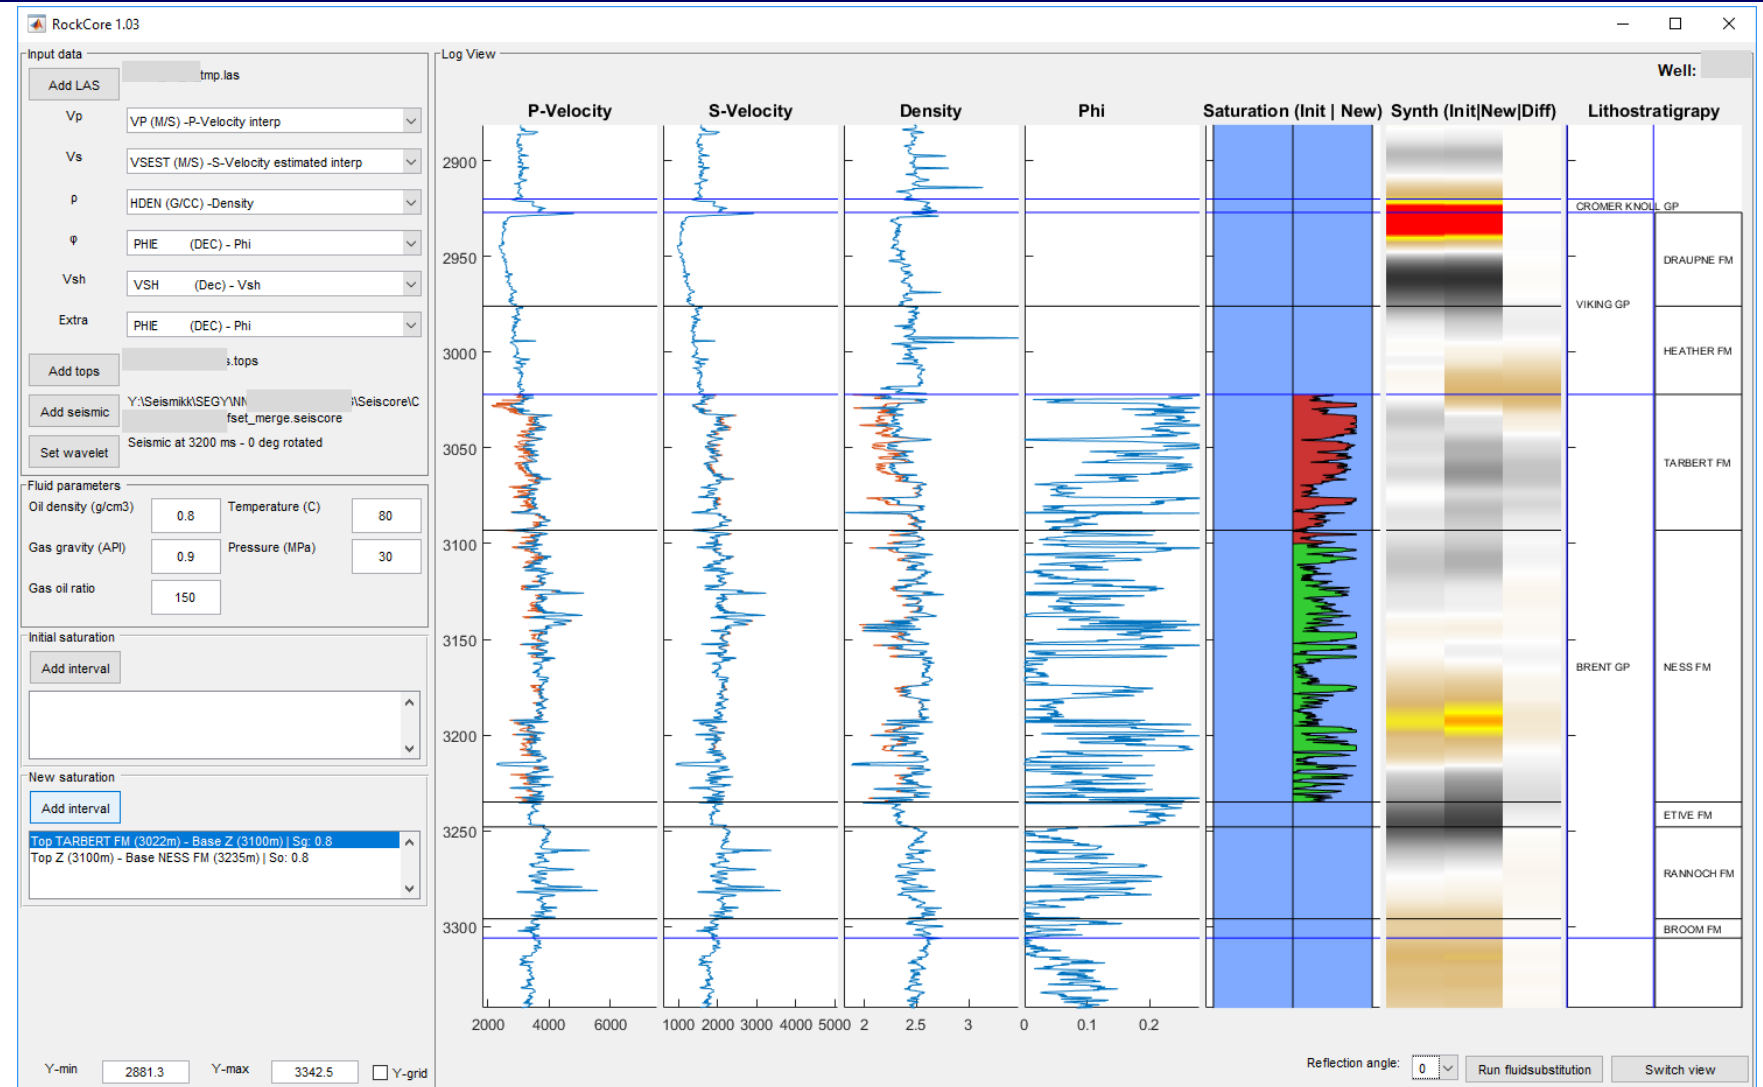 RockCore 1.03
Input data
Add LAS
tmp.las
Vp
VP (M/S) -P-Velocity interp
Vs
VSEST (M/S) -S-Velocity estimated interp
ρ
HDEN (G/CC) -Density
φ
PHIE (DEC) - Phi
Vsh
VSH (Dec) - Vsh
Extra
PHIE (DEC) - Phi
Add tops
s.tops
Add seismic
Y:\Seismikk\SEGY\NN
\Seiscore\C
fset_merge.seiscore
Set wavelet
Seismic at 3200 ms - 0 deg rotated
Fluid parameters
Oil density (g/cm3)
0.8
Temperature (C)
80
Gas gravity (API)
0.9
Pressure (MPa)
30
Gas oil ratio
150
Initial saturation
Add interval
New saturation
Add interval
Top TARBERT FM (3022m) - Base Z (3100m) | Sg: 0.8
Top Z (3100m) - Base NESS FM (3235m) | So: 0.8
Y-min
2881.3
Y-max
3342.5
Y-grid
Log View
Well:
P-Velocity
S-Velocity
Density
Phi
Saturation (Init | New)
Synth (Init|New|Diff)
Lithostratigrapy
2900
2950
3000
3050
3100
3150
3200
3250
3300
CROMER KNOLL GP
DRAUPNE FM
VIKING GP
HEATHER FM
TARBERT FM
BRENT GP
NESS FM
ETIVE FM
RANNOCH FM
BROOM FM
2000 4000 6000
1000 2000 3000 4000 5000
2 2.5 3
0 0.1 0.2
Reflection angle:
0
Run fluidsubstitution
Switch view